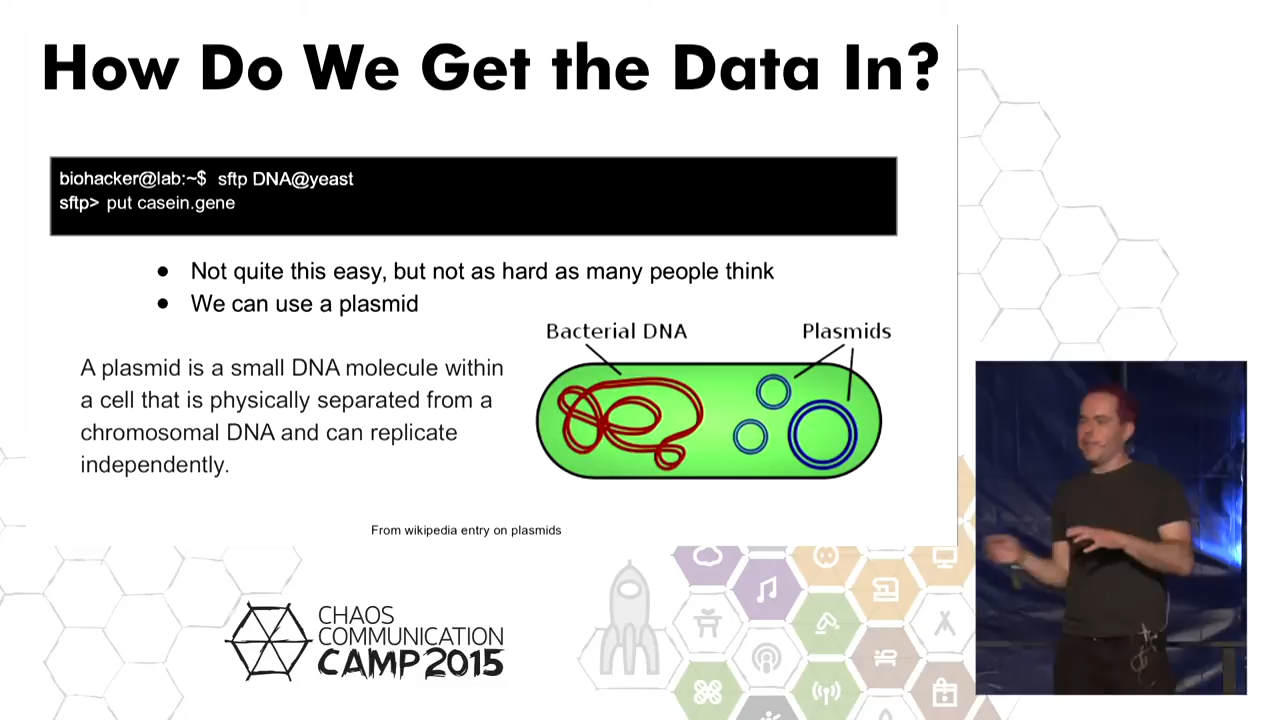 How Do We Get the Data In?
biohacker@lab:~$ sftp DNA@yeast
sftp> put casein.gene
● Not quite this easy, but not as hard as many people think
● We can use a plasmid
Bacterial DNA
Plasmids
A plasmid is a small DNA molecule within
a cell that is physically separated from a
chromosomal DNA and can replicate
independently.
From wikipedia entry on plasmids
CHAOS
COMMUNICATION
CAMP 2015